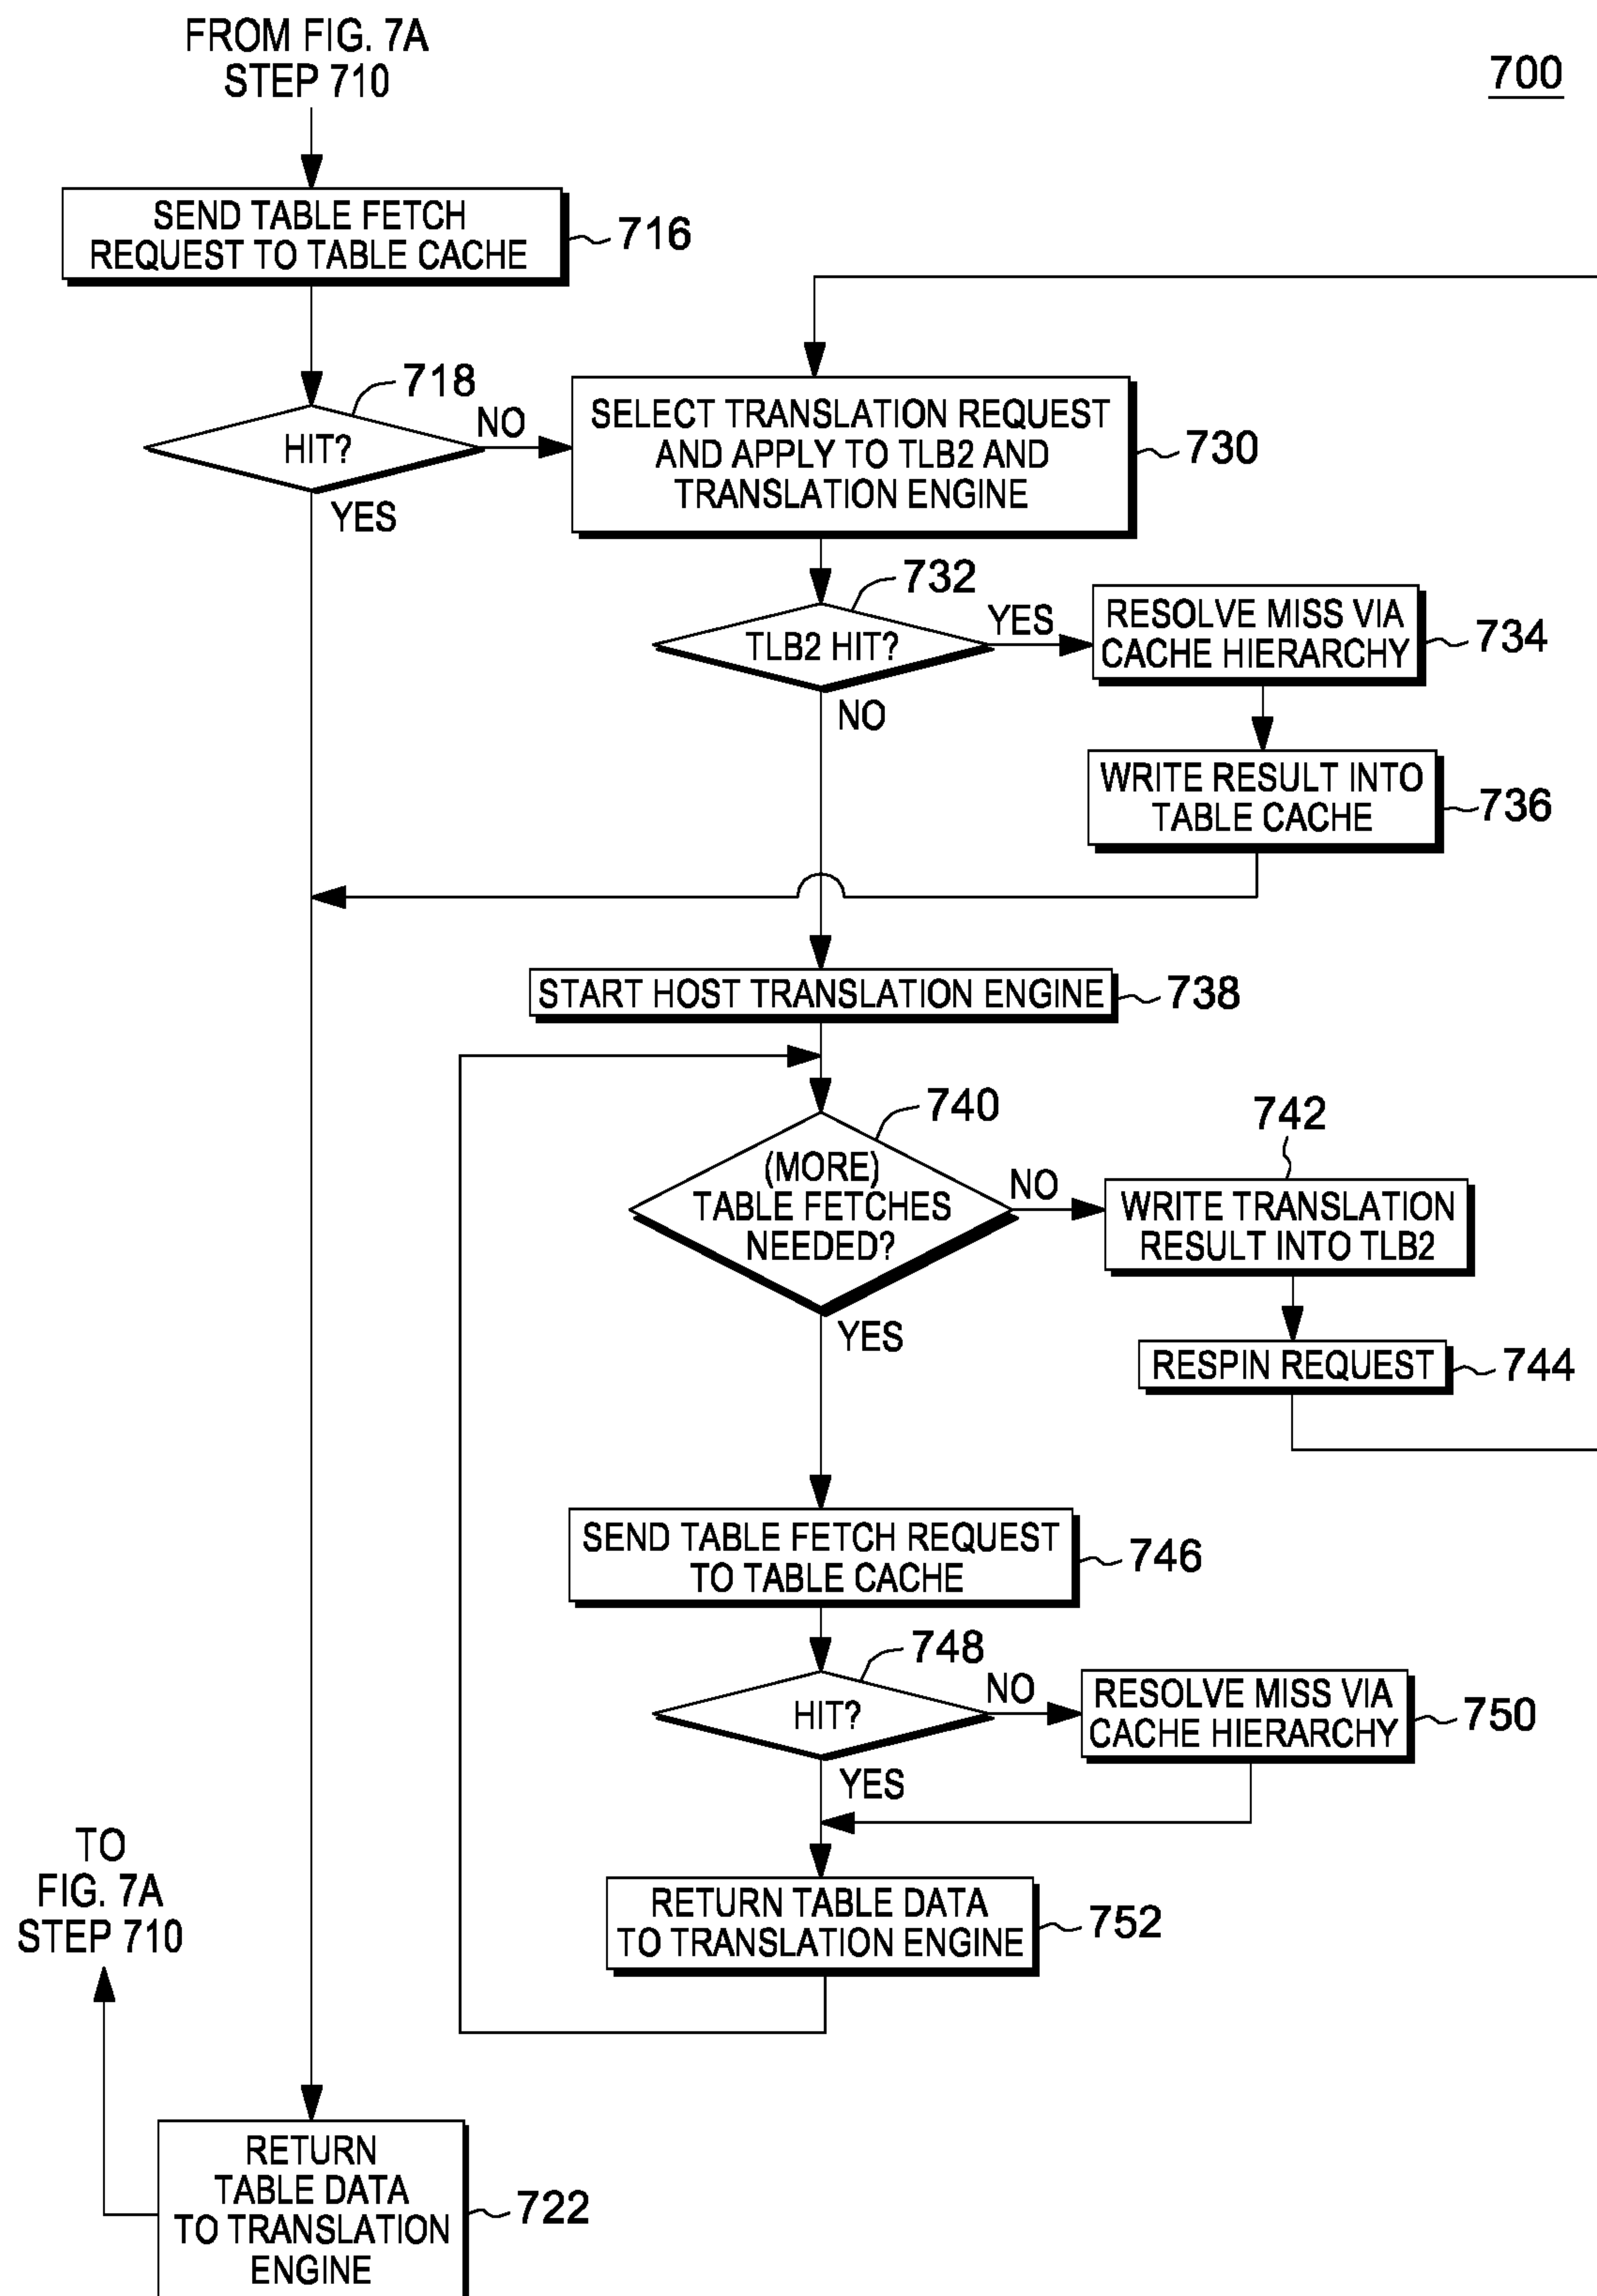 FROM FIG. 7A
STEP 710
700
SEND TABLE FETCH
REQUEST TO TABLE CACHE
716
718
HIT?
NO
YES
SELECT TRANSLATION REQUEST
AND APPLY TO TLB2 AND
TRANSLATION ENGINE
730
732
TLB2 HIT?
YES
NO
RESOLVE MISS VIA
CACHE HIERARCHY
734
WRITE RESULT INTO
TABLE CACHE
736
START HOST TRANSLATION ENGINE
738
740
(MORE)
TABLE FETCHES
NEEDED?
NO
YES
742
WRITE TRANSLATION
RESULT INTO TLB2
RESPIN REQUEST
744
SEND TABLE FETCH REQUEST
TO TABLE CACHE
746
748
HIT?
NO
YES
RESOLVE MISS VIA
CACHE HIERARCHY
750
RETURN TABLE DATA
TO TRANSLATION ENGINE
752
TO
FIG. 7A
STEP 710
RETURN
TABLE DATA
TO TRANSLATION
ENGINE
722